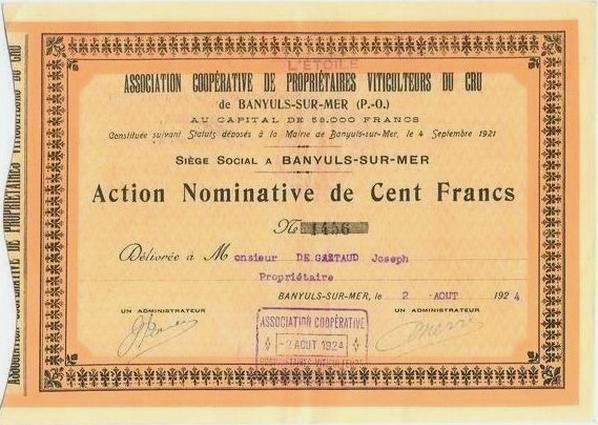 L'ÉTOILE
ASSOCIATION COOPÉRATIVE DE PROPRIÉTAIRES VITICULTEURS DU CRU
de BANYULS-SUR-MER (P.-O.)
AU CAPITAL DE 58.000 FRANCS
Constituée suivant Statuts déposés à la Mairie de Banyuls-sur-Mer, le 4 Septembre 1921
SIÈGE SOCIAL A BANYULS-SUR-MER
Action Nominative de Cent Francs
No 1456
Délivrée à Monsieur DE GASTAUD Joseph
Propriétaire
BANYULS-SUR-MER, le 2 AOUT 1924
UN ADMINISTRATEUR
UN ADMINISTRATEUR
ASSOCIATION COOPÉRATIVE
-2 AOUT 1924
ASSOCIATION COOPÉRATIVE DE PROPRIÉTAIRES VITICULTEURS DU CRU